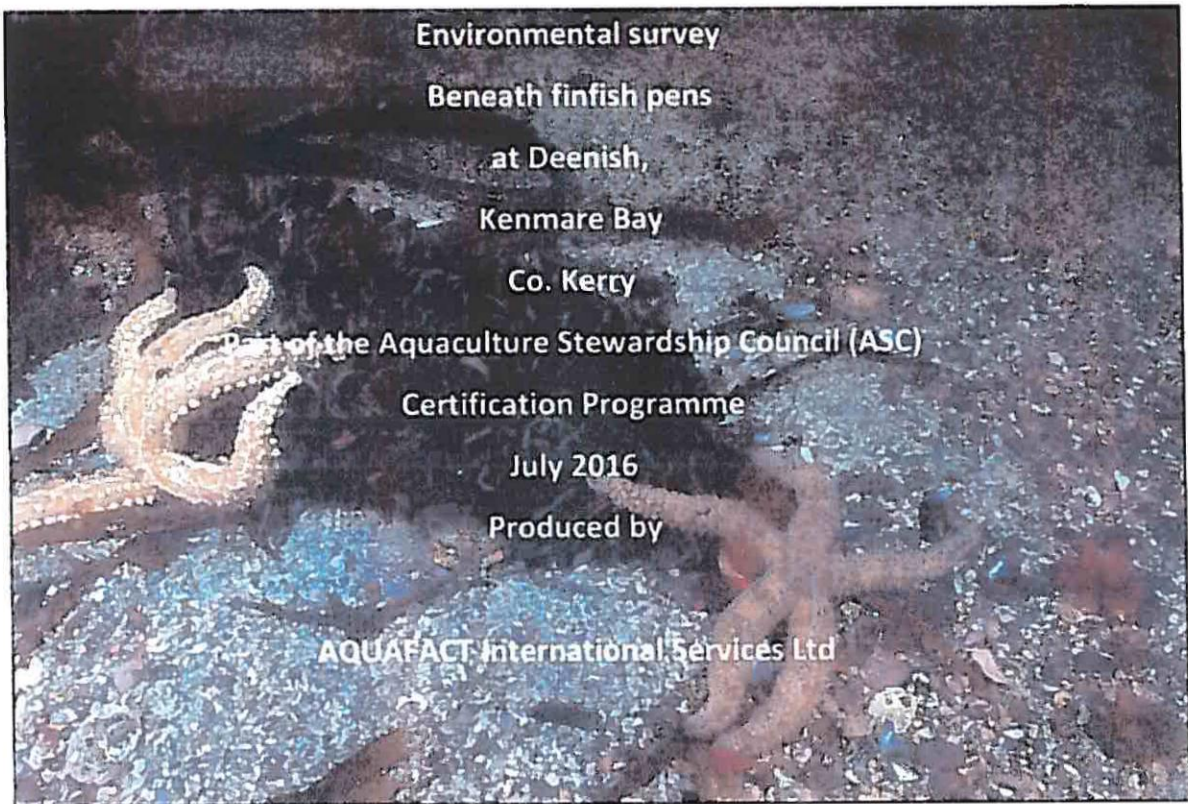 Environmental survey
Beneath finfish pens
at Deenish,
Kenmare Bay
Co. Kerry
Part of the Aquaculture Stewardship Council (ASC)
Certification Programme
July 2016
Produced by
AQUAFACT International Services Ltd